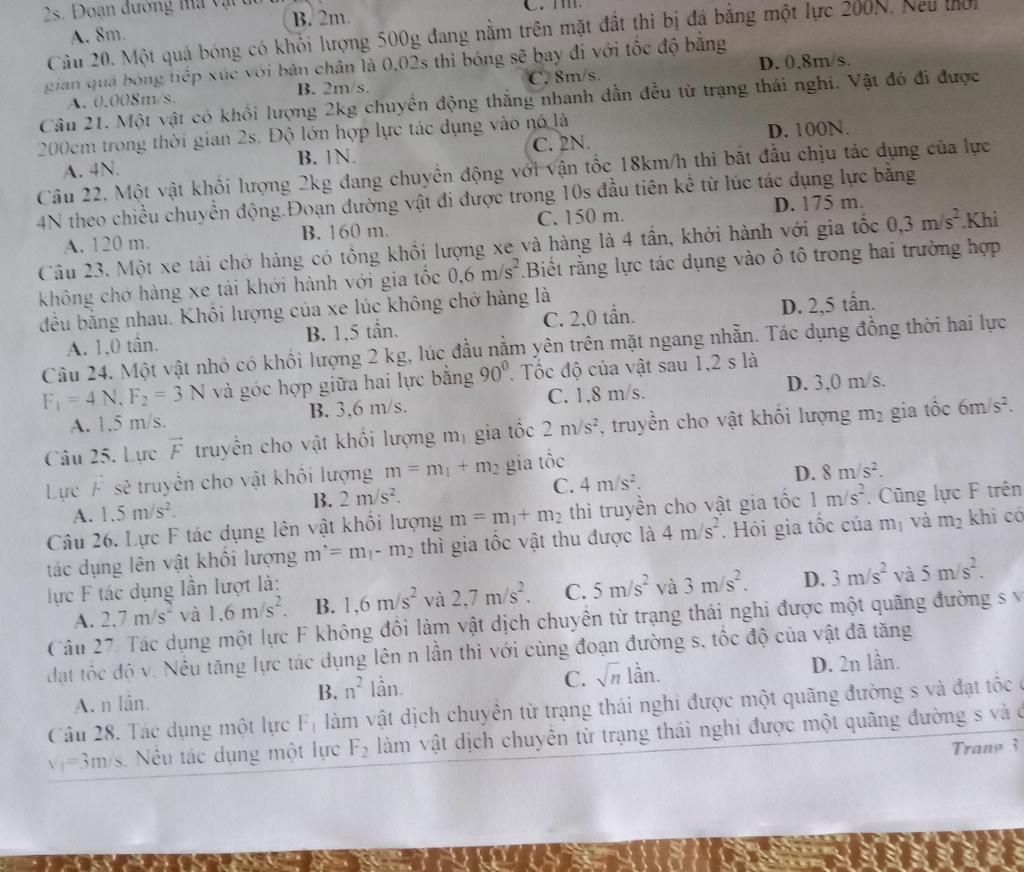 2s. Đoạn đường mà vật
A. 8m. B. 2m. C. 1m.
Câu 20. Một quả bóng có khối lượng 500g đang nằm trên mặt đất thì bị đá bằng một lực 200N. Nếu thời
gian quả bóng tiếp xúc với bàn chân là 0,02s thì bóng sẽ bay đi với tốc độ bằng
A. 0,008m/s. B. 2m/s. C. 8m/s. D. 0,8m/s.
Câu 21. Một vật có khối lượng 2kg chuyển động thẳng nhanh dần đều từ trạng thái nghỉ. Vật đó đi được
200cm trong thời gian 2s. Độ lớn hợp lực tác dụng vào nó là
A. 4N. B. 1N. C. 2N. D. 100N.
Câu 22. Một vật khối lượng 2kg đang chuyển động với vận tốc 18km/h thì bắt đầu chịu tác dụng của lực
4N theo chiều chuyển động.Đoạn đường vật đi được trong 10s đầu tiên kể từ lúc tác dụng lực bằng
A. 120 m. B. 160 m. C. 150 m. D. 175 m.
Câu 23. Một xe tải chở hàng có tổng khối lượng xe và hàng là 4 tấn, khởi hành với gia tốc 0,3 m/s².Khi
không chở hàng xe tải khởi hành với gia tốc 0,6 m/s².Biết rằng lực tác dụng vào ô tô trong hai trường hợp
đều bằng nhau. Khối lượng của xe lúc không chở hàng là
A. 1,0 tấn. B. 1,5 tấn. C. 2,0 tấn. D. 2,5 tấn.
Câu 24. Một vật nhỏ có khối lượng 2 kg, lúc đầu nằm yên trên mặt ngang nhẵn. Tác dụng đồng thời hai lực
F₁ = 4 N, F₂ = 3 N và góc hợp giữa hai lực bằng 90⁰. Tốc độ của vật sau 1,2 s là
A. 1,5 m/s. B. 3,6 m/s. C. 1,8 m/s. D. 3,0 m/s.
Câu 25. Lực F⃗ truyền cho vật khối lượng m₁ gia tốc 2 m/s², truyền cho vật khối lượng m₂ gia tốc 6m/s².
Lực F⃗ sẽ truyền cho vật khối lượng m = m₁ + m₂ gia tốc
A. 1.5 m/s². B. 2 m/s². C. 4 m/s². D. 8 m/s².
Câu 26. Lực F tác dụng lên vật khối lượng m = m₁+ m₂ thì truyền cho vật gia tốc 1 m/s². Cũng lực F trên
tác dụng lên vật khối lượng m'= m₁- m₂ thì gia tốc vật thu được là 4 m/s². Hỏi gia tốc của m₁ và m₂ khi có
lực F tác dụng lần lượt là:
A. 2,7 m/s² và 1,6 m/s². B. 1,6 m/s² và 2,7 m/s². C. 5 m/s² và 3 m/s². D. 3 m/s² và 5 m/s².
Câu 27. Tác dụng một lực F không đổi làm vật dịch chuyển từ trạng thái nghỉ được một quãng đường s v
đạt tốc độ v. Nếu tăng lực tác dụng lên n lần thì với cùng đoạn đường s, tốc độ của vật đã tăng
A. n lần. B. n² lần. C. √n lần. D. 2n lần.
Câu 28. Tác dụng một lực F₁ làm vật dịch chuyển từ trạng thái nghỉ được một quãng đường s và đạt tốc
v₁=3m/s. Nếu tác dụng một lực F₂ làm vật dịch chuyển từ trạng thái nghỉ được một quãng đường s và
Trang 3